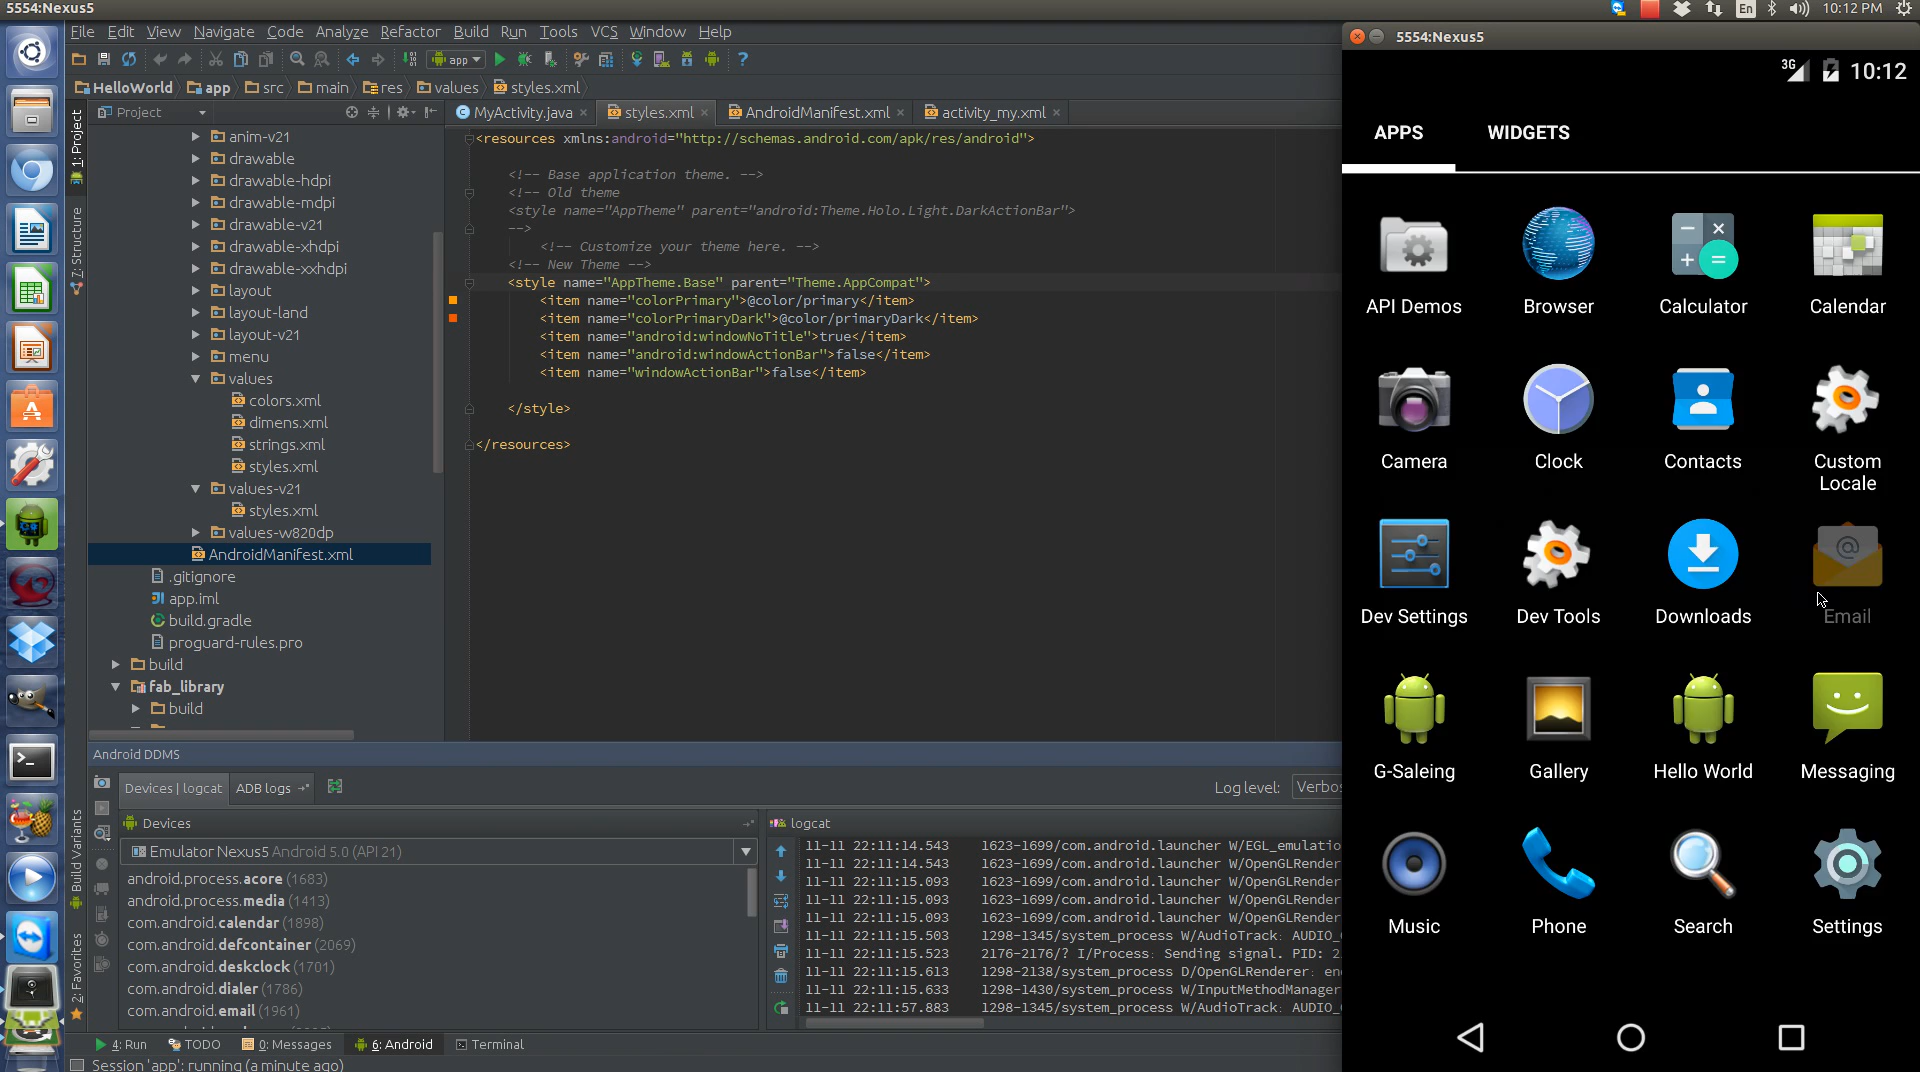 5554:Nexus5
En
10:12 PM
File Edit View Navigate Code Analyze Refactor Build Run Tools VCS Window Help
app
HelloWorld app src main res values styles.xml
Project
MyActivity.java styles.xml AndroidManifest.xml activity_my.xml
1: Project
7: Structure
Build Variants
2: Favorites
anim-v21
drawable
drawable-hdpi
drawable-mdpi
drawable-v21
drawable-xhdpi
drawable-xxhdpi
layout
layout-land
layout-v21
menu
values
colors.xml
dimens.xml
strings.xml
styles.xml
values-v21
styles.xml
values-w820dp
AndroidManifest.xml
.gitignore
app.iml
build.gradle
proguard-rules.pro
build
fab_library
build
<resources xmlns:android="http://schemas.android.com/apk/res/android">
<!-- Base application theme. -->
<!-- Old theme
<style name="AppTheme" parent="android:Theme.Holo.Light.DarkActionBar">
-->
<!-- Customize your theme here. -->
<!-- New Theme -->
<style name="AppTheme.Base" parent="Theme.AppCompat">
<item name="colorPrimary">@color/primary</item>
<item name="colorPrimaryDark">@color/primaryDark</item>
<item name="android:windowNoTitle">true</item>
<item name="android:windowActionBar">false</item>
<item name="windowActionBar">false</item>
</style>
</resources>
Android DDMS
Devices | logcat ADB logs
Log level: Verbos
Devices
Emulator Nexus5 Android 5.0 (API 21)
android.process.acore (1683)
android.process.media (1413)
com.android.calendar (1898)
com.android.defcontainer (2069)
com.android.deskclock (1701)
com.android.dialer (1786)
com.android.email (1961)
logcat
11-11 22:11:14.543 1623-1699/com.android.launcher W/EGL_emulatio
11-11 22:11:14.543 1623-1699/com.android.launcher W/OpenGLRender
11-11 22:11:15.093 1623-1699/com.android.launcher W/OpenGLRender
11-11 22:11:15.093 1623-1699/com.android.launcher W/OpenGLRender
11-11 22:11:15.093 1623-1699/com.android.launcher W/OpenGLRender
11-11 22:11:15.503 1298-1345/system_process W/AudioTrack: AUDIO_
11-11 22:11:15.523 2176-2176/? I/Process: Sending signal. PID: 2
11-11 22:11:15.613 1298-2138/system_process D/OpenGLRenderer: en
11-11 22:11:15.633 1298-1430/system_process W/InputMethodManager
11-11 22:11:57.883 1298-1345/system_process W/AudioTrack: AUDIO_
4: Run TODO 0: Messages 6: Android Terminal
Session 'app': running (a minute ago)
5554:Nexus5
3G 10:12
APPS WIDGETS
API Demos Browser Calculator Calendar
Camera Clock Contacts Custom
Locale
Dev Settings Dev Tools Downloads Email
G-Saleing Gallery Hello World Messaging
Music Phone Search Settings